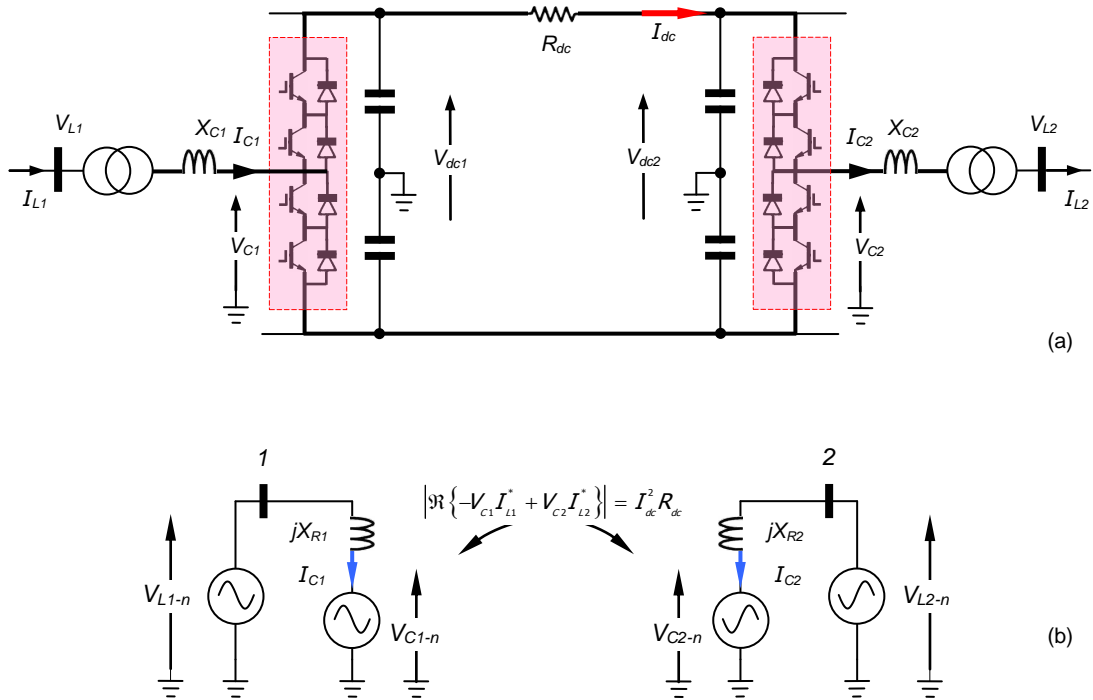 R_dc
I_dc
V_L1
X_C1
I_C1
I_C2
X_C2
V_L2
V_dc1
V_dc2
I_L1
I_L2
V_C1
V_C2
(a)
1
2
|ℜ{-V_C1 I*_L1 + V_C2 I*_L2}| = I²_dc R_dc
jX_R1
jX_R2
I_C1
I_C2
V_L1-n
V_C1-n
V_C2-n
V_L2-n
(b)